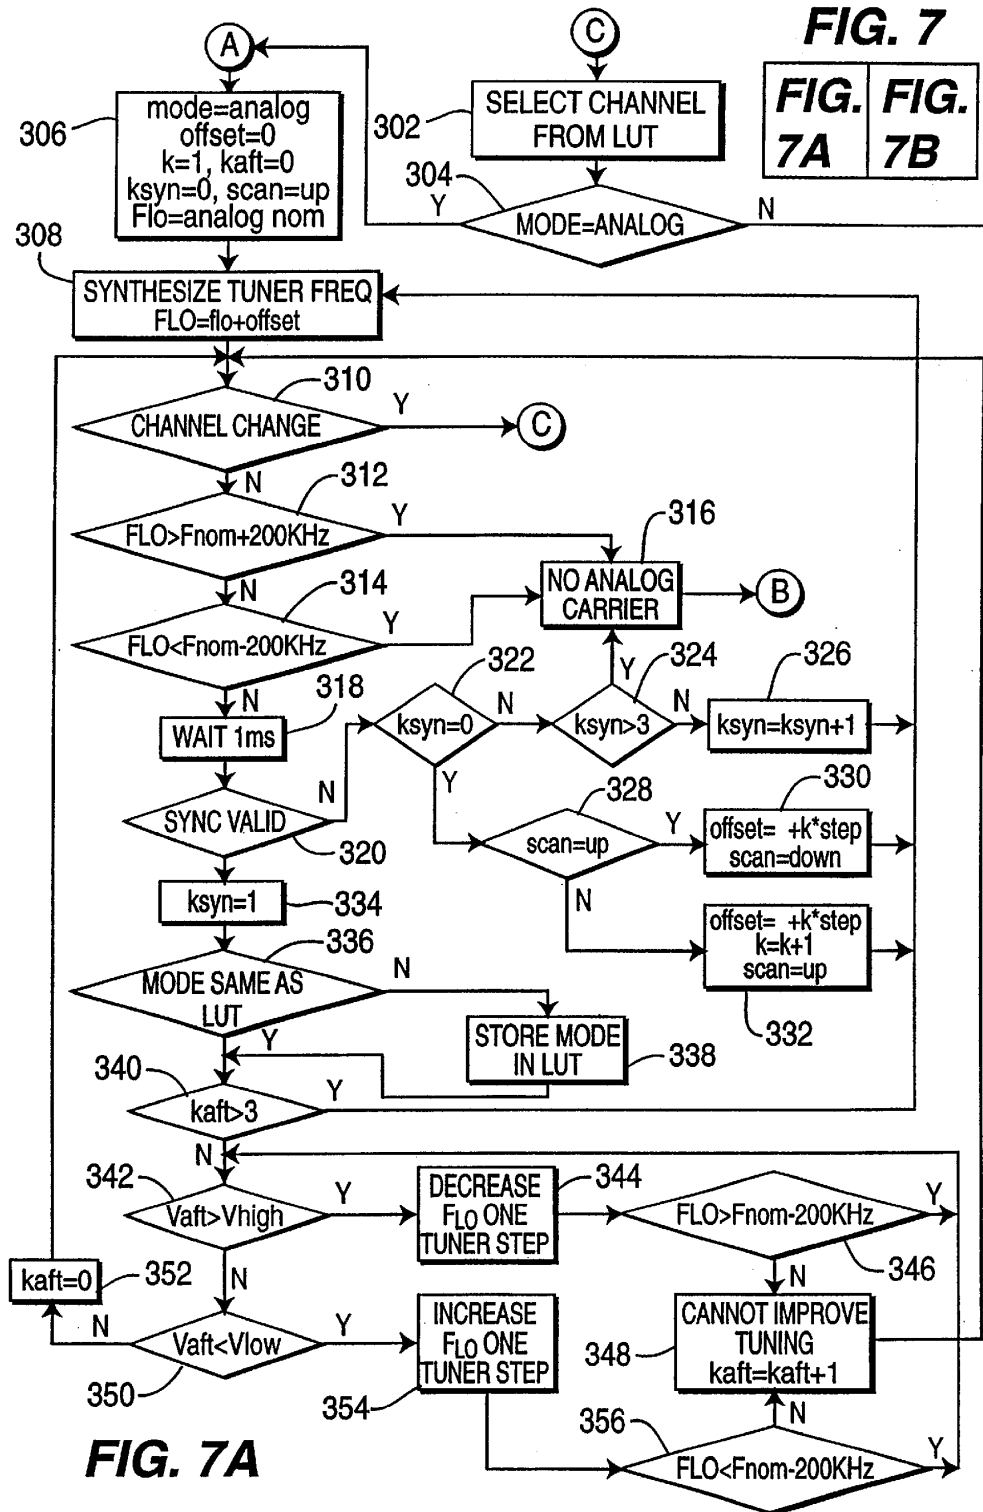 FIG. 7
FIG.
7A
FIG.
7B
A
C
306
mode=analog
offset=0
k=1, kaft=0
ksyn=0, scan=up
Flo=analog nom
302
SELECT CHANNEL
FROM LUT
304
Y
MODE=ANALOG
N
308
SYNTHESIZE TUNER FREQ
FLO=flo+offset
310
CHANNEL CHANGE
Y
C
N
312
FLO>Fnom+200KHz
Y
316
NO ANALOG
CARRIER
B
N
314
FLO<Fnom-200KHz
Y
N
318
WAIT 1ms
322
ksyn=0
N
Y
324
ksyn>3
N
326
ksyn=ksyn+1
Y
N
SYNC VALID
320
328
scan=up
Y
330
offset= +k*step
scan=down
N
ksyn=1
334
offset= +k*step
k=k+1
scan=up
332
336
MODE SAME AS
LUT
N
Y
STORE MODE
IN LUT
338
340
kaft>3
Y
N
342
Vaft>Vhigh
Y
DECREASE
FLO ONE
TUNER STEP
344
FLO>Fnom-200KHz
Y
346
N
N
kaft=0
352
N
Vaft<Vlow
350
Y
INCREASE
FLO ONE
TUNER STEP
354
348
CANNOT IMPROVE
TUNING
kaft=kaft+1
N
356
FLO<Fnom-200KHz
Y
FIG. 7A